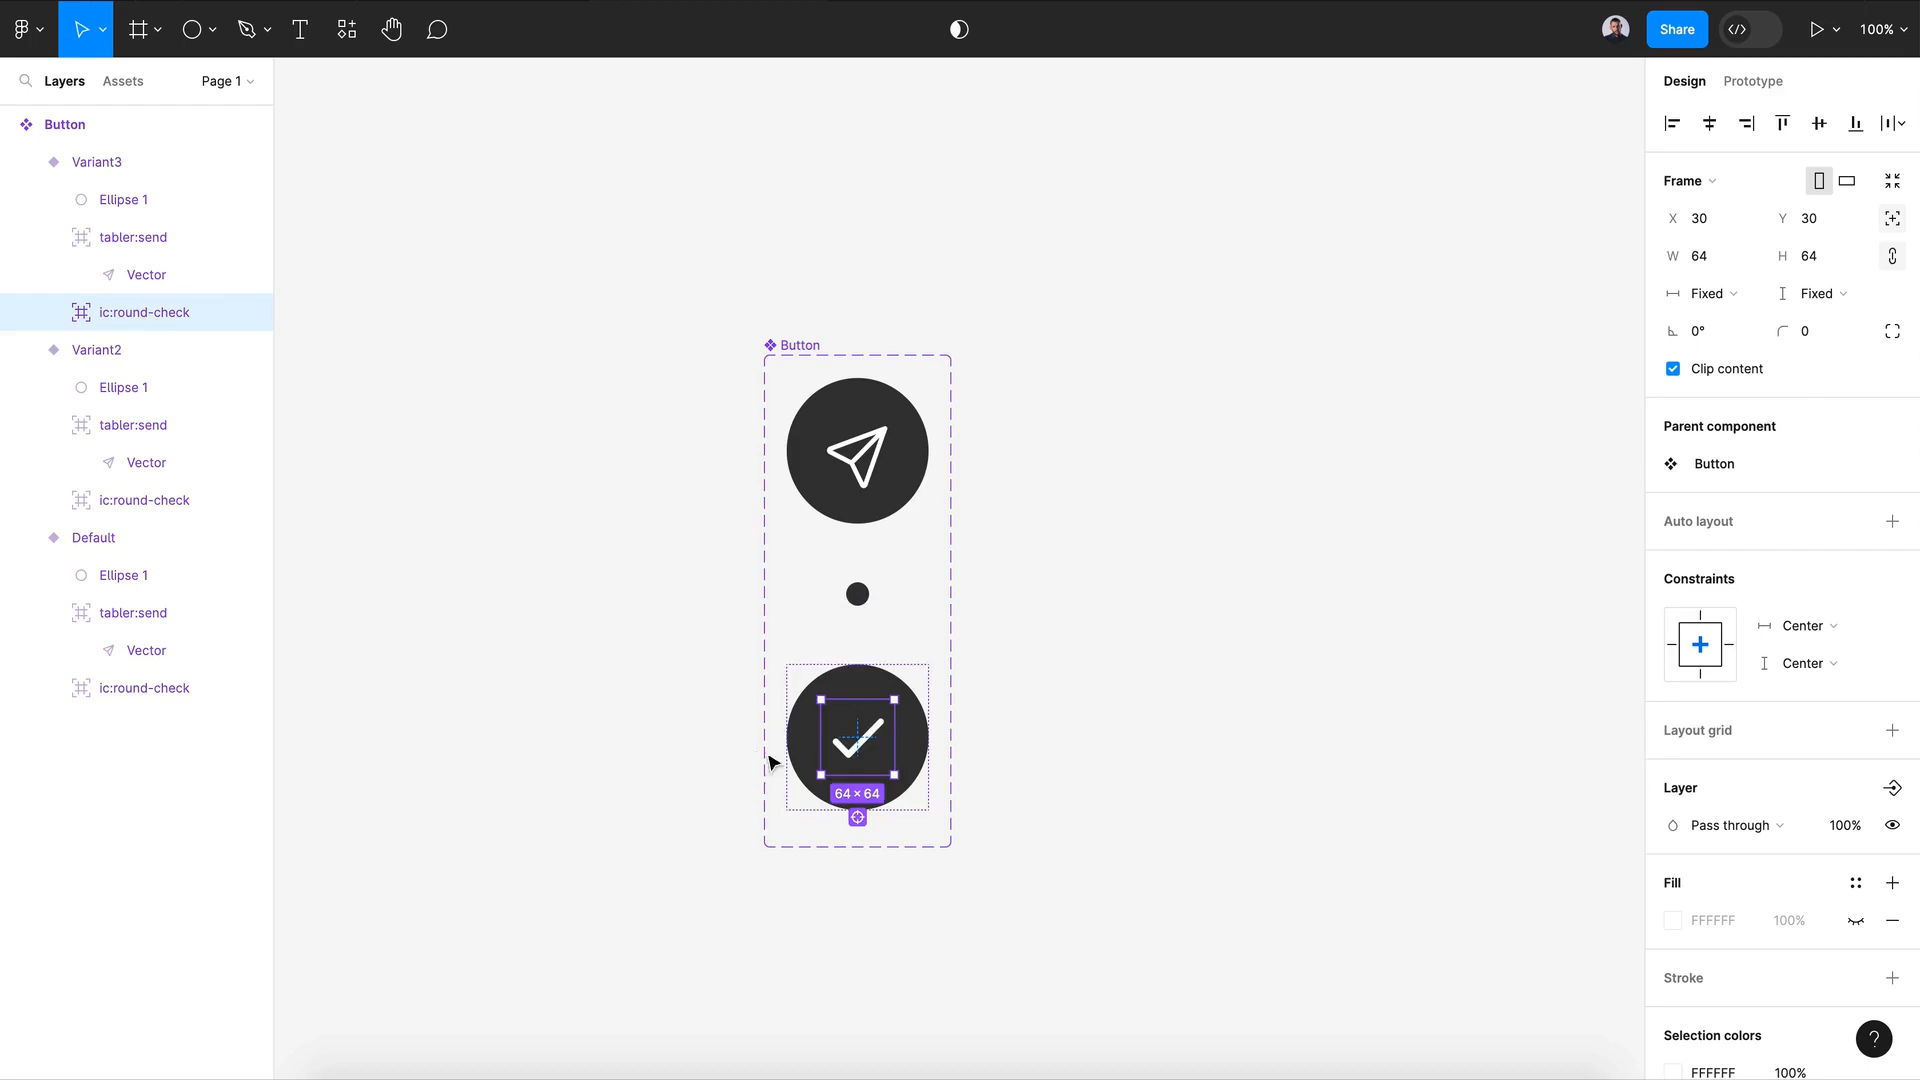 Share
100%
Layers Assets Page 1
Button
Variant3
Ellipse 1
tabler:send
Vector
ic:round-check
Variant2
Ellipse 1
tabler:send
Vector
ic:round-check
Default
Ellipse 1
tabler:send
Vector
ic:round-check
Button
64 × 64
Design Prototype
Frame
X 30 Y 30
W 64 H 64
Fixed Fixed
0° 0
Clip content
Parent component
Button
Auto layout
Constraints
Center
Center
Layout grid
Layer
Pass through 100%
Fill
FFFFFF 100%
Stroke
Selection colors
?
FFFFFF 100%